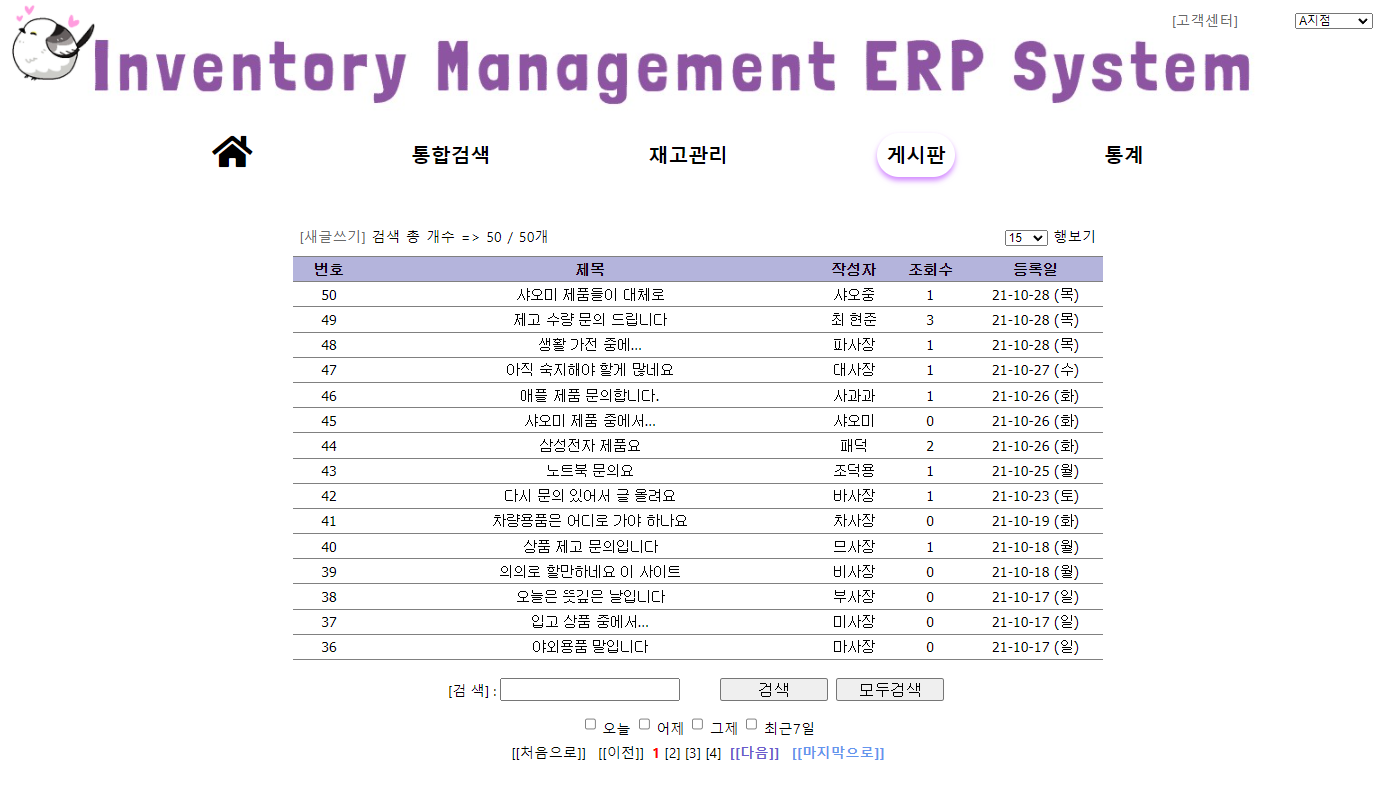 [고객센터] A지점
Inventory Management ERP System
통합검색 재고관리 게시판 통계
[새글쓰기] 검색 총 개수 => 50 / 50개 15 행보기
번호 제목 작성자 조회수 등록일
50 샤오미 제품들이 대체로 샤오중 1 21-10-28 (목)
49 제고 수량 문의 드립니다 최 현준 3 21-10-28 (목)
48 생활 가전 중에... 파사장 1 21-10-28 (목)
47 아직 숙지해야 할게 많네요 대사장 1 21-10-27 (수)
46 애플 제품 문의합니다. 사과과 1 21-10-26 (화)
45 샤오미 제품 중에서... 샤오미 0 21-10-26 (화)
44 삼성전자 제품요 패덕 2 21-10-26 (화)
43 노트북 문의요 조덕용 1 21-10-25 (월)
42 다시 문의 있어서 글 올려요 바사장 1 21-10-23 (토)
41 차량용품은 어디로 가야 하나요 차사장 0 21-10-19 (화)
40 상품 제고 문의입니다 므사장 1 21-10-18 (월)
39 의의로 할만하네요 이 사이트 비사장 0 21-10-18 (월)
38 오늘은 뜻깊은 날입니다 부사장 0 21-10-17 (일)
37 입고 상품 중에서... 미사장 0 21-10-17 (일)
36 야외용품 말입니다 마사장 0 21-10-17 (일)
[검 색] : 검색 모두검색
오늘 어제 그제 최근7일
[[처음으로]] [[이전]] 1 [2] [3] [4] [[다음]] [[마지막으로]]